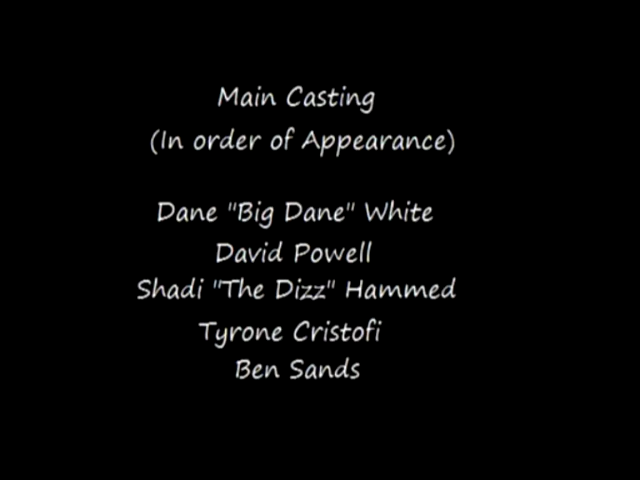 Main Casting
(In order of Appearance)
Dane "Big Dane" White
David Powell
Shadi "The Dizz" Hammed
Tyrone Cristofi
Ben Sands